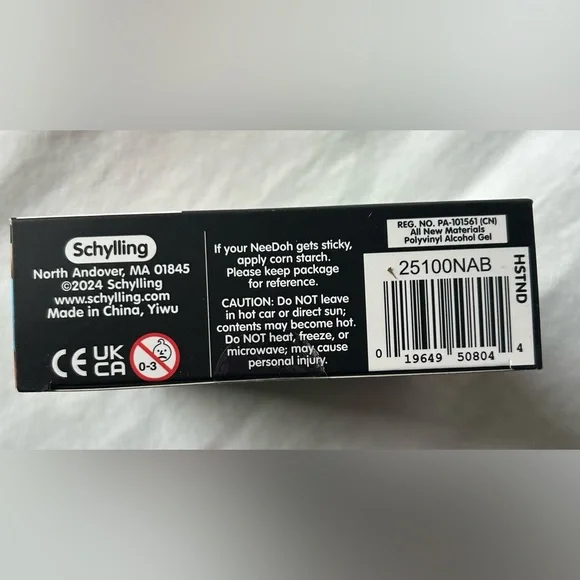 Schylling
North Andover, MA 01845
©2024 Schylling
www.schylling.com
Made in China, Yiwu
CE UK
CA
0-3
If your NeeDoh gets sticky,
apply corn starch.
Please keep package
for reference.
CAUTION: Do NOT leave
in hot car or direct sun;
contents may become hot.
Do NOT heat, freeze, or
microwave; may cause
personal injury.
REG. NO. PA-101561 (CN)
All New Materials
Polyvinyl Alcohol Gel
25100NAB
0 19649 50804 4
HSTND